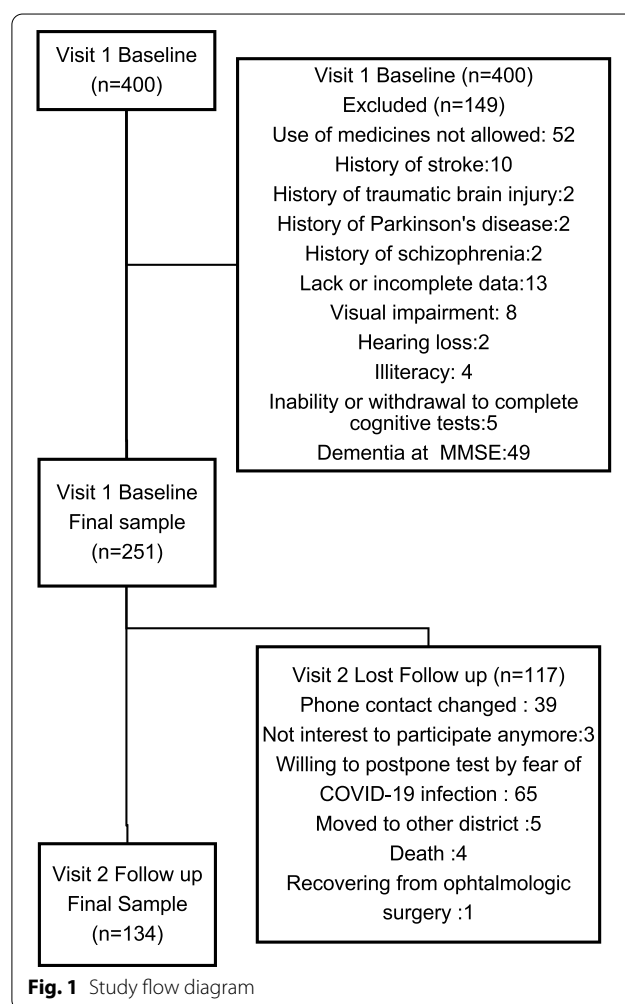 Visit 1 Baseline
(n=400)
Visit 1 Baseline (n=400)
Excluded (n=149)
Use of medicines not allowed: 52
History of stroke:10
History of traumatic brain injury:2
History of Parkinson's disease:2
History of schizophrenia:2
Lack or incomplete data:13
Visual impairment: 8
Hearing loss:2
Illiteracy: 4
Inability or withdrawal to complete
cognitive tests:5
Dementia at MMSE:49
Visit 1 Baseline
Final sample
(n=251)
Visit 2 Lost Follow up (n=117)
Phone contact changed : 39
Not interest to participate anymore:3
Willing to postpone test by fear of
COVID-19 infection : 65
Moved to other district :5
Death :4
Recovering from ophtalmologic
surgery :1
Visit 2 Follow up
Final Sample
(n=134)
Fig. 1 Study flow diagram